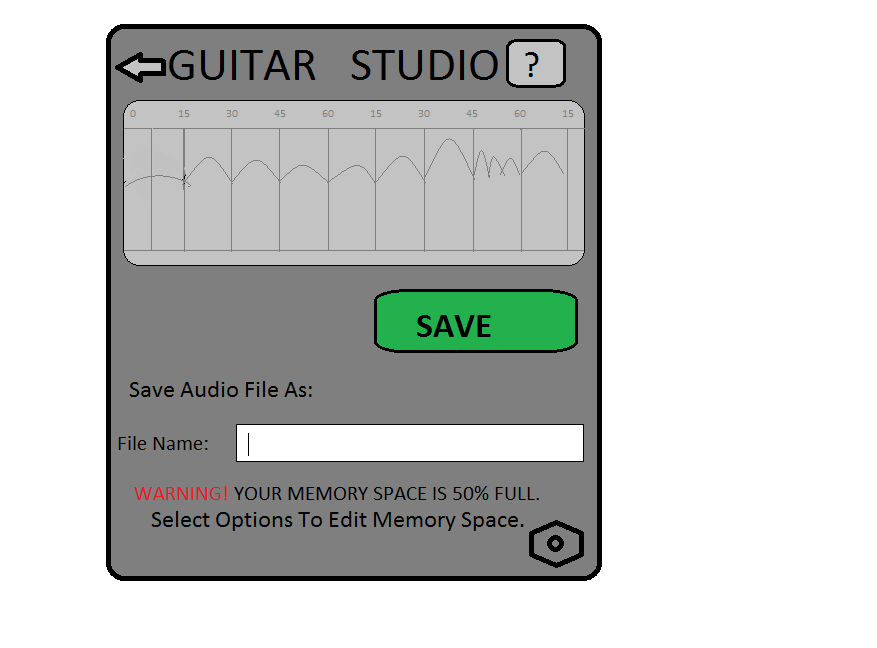 GUITAR STUDIO ?
0 15 30 45 60 15 30 45 60 15
SAVE
Save Audio File As:
File Name:
WARNING! YOUR MEMORY SPACE IS 50% FULL.
Select Options To Edit Memory Space.